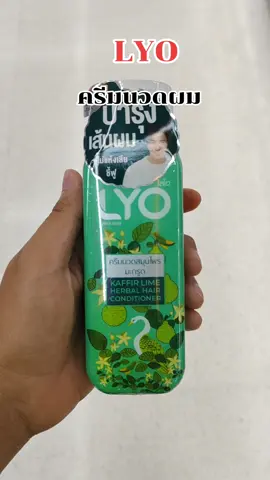 LYO
ครีมนวดผม
บำรุง
เส้นผม
LYO
ครีมนวดสมุนไพร
มะกรูด
KAFFIR LIME
HERBAL HAIR
CONDITIONER